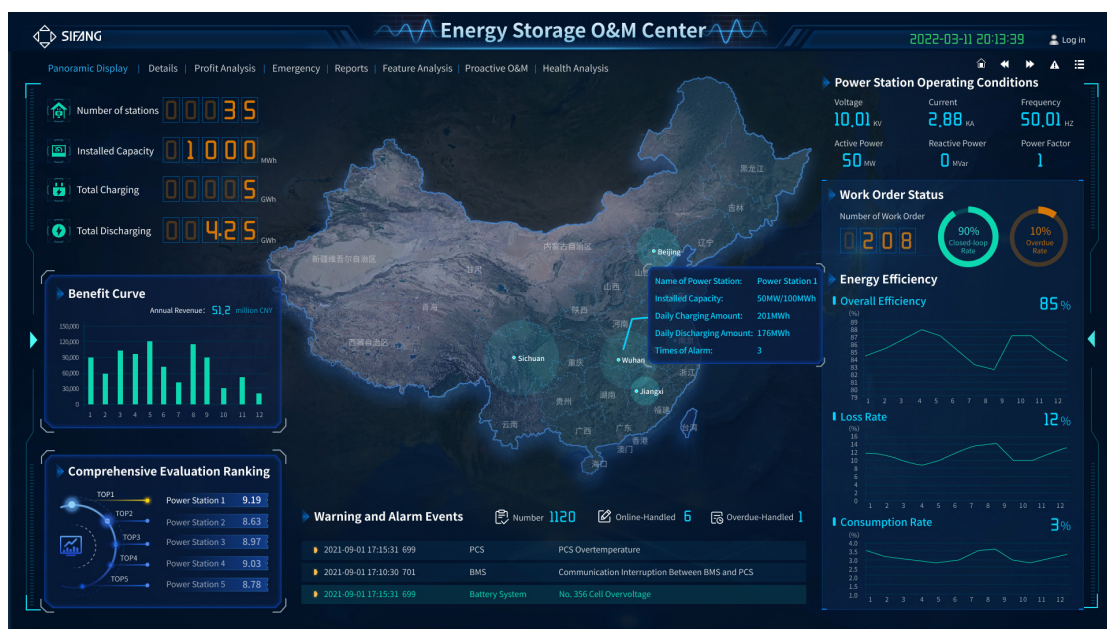 SIFANG
Energy Storage O&M Center
2022-03-11 20:13:39
Log in
Panoramic Display | Details | Profit Analysis | Emergency | Reports | Feature Analysis | Proactive O&M | Health Analysis
Number of stations 00035
Installed Capacity 01000 MWh
Total Charging 00005 GWh
Total Discharging 004.25 GWh
Benefit Curve
Annual Revenue: 51.2 million CNY
150,000
120,000
90,000
60,000
30,000
0
1 2 3 4 5 6 7 8 9 10 11 12
Comprehensive Evaluation Ranking
TOP1 Power Station 1 9.19
TOP2 Power Station 2 8.63
TOP3 Power Station 3 8.97
TOP4 Power Station 4 9.03
TOP5 Power Station 5 8.78
黑龙江
吉林
辽宁
内蒙古自治区
新疆维吾尔自治区
甘肃
Beijing
山西
青海
陕西
河南
西藏自治区
Sichuan
重庆
Wuhan
浙江
Jiangxi
贵州
湖南
福建
云南
广西
广东
台湾
香港
澳门
海口
Name of Power Station: Power Station 1
Installed Capacity: 50MW/100MWh
Daily Charging Amount: 201MWh
Daily Discharging Amount: 176MWh
Times of Alarm: 3
Warning and Alarm Events
Number 1120
Online-Handled 6
Overdue-Handled 1
2021-09-01 17:15:31 699 PCS PCS Overtemperature
2021-09-01 17:10:30 701 BMS Communication Interruption Between BMS and PCS
2021-09-01 17:15:31 699 Battery System No. 356 Cell Overvoltage
Power Station Operating Conditions
Voltage Current Frequency
10.01 KV 2.88 KA 50.01 HZ
Active Power Reactive Power Power Factor
50 MW 0 MVar 1
Work Order Status
Number of Work Order
0208
90%
Closed-loop
Rate
10%
Overdue
Rate
Energy Efficiency
Overall Efficiency 85%
(%)
89
88
87
86
85
84
83
82
81
80
79
1 2 3 4 5 6 7 8 9 10 11 12
Loss Rate 12%
(%)
16
14
12
10
8
6
4
2
0
1 2 3 4 5 6 7 8 9 10 11 12
Consumption Rate 3%
(%)
4.0
3.5
3.0
2.5
2.0
1.5
1.0
1 2 3 4 5 6 7 8 9 10 11 12